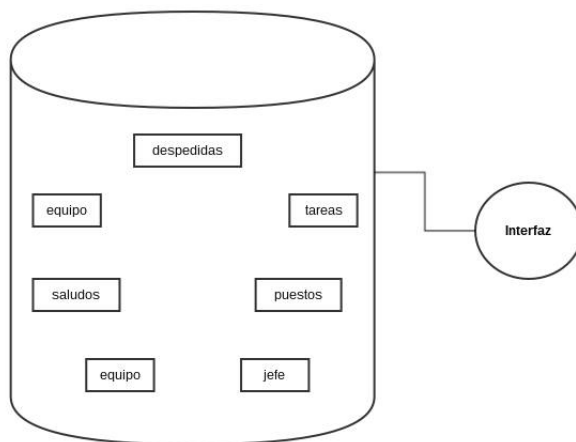 despedidas
equipo
tareas
Interfaz
saludos
puestos
equipo
jefe